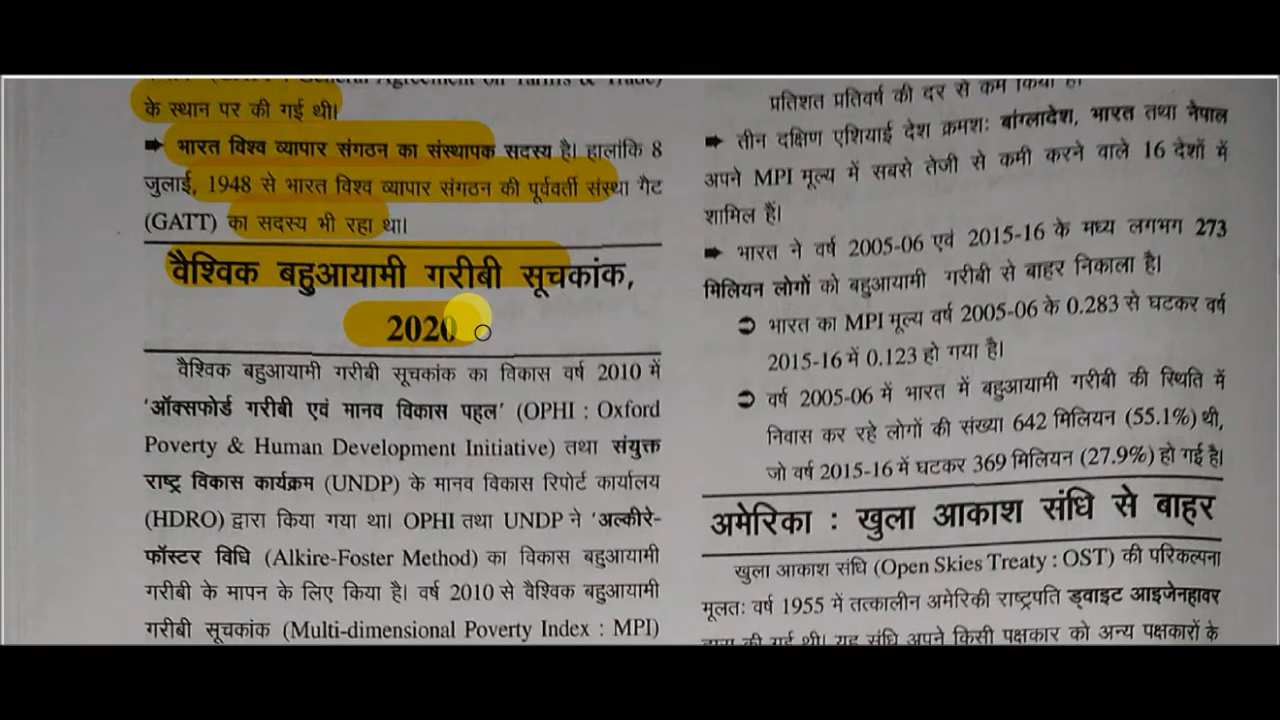 General Agreement on Tariffs & Trade)
के स्थान पर की गई थी।
➡ भारत विश्व व्यापार संगठन का संस्थापक सदस्य है। हालांकि 8
जुलाई, 1948 से भारत विश्व व्यापार संगठन की पूर्ववर्ती संस्था गैट
(GATT) का सदस्य भी रहा था।
वैश्विक बहुआयामी गरीबी सूचकांक,
2020
वैश्विक बहुआयामी गरीबी सूचकांक का विकास वर्ष 2010 में
‘ऑक्सफोर्ड गरीबी एवं मानव विकास पहल’ (OPHI : Oxford
Poverty & Human Development Initiative) तथा संयुक्त
राष्ट्र विकास कार्यक्रम (UNDP) के मानव विकास रिपोर्ट कार्यालय
(HDRO) द्वारा किया गया था। OPHI तथा UNDP ने ‘अल्कीरे-
फॉस्टर विधि (Alkire-Foster Method) का विकास बहुआयामी
गरीबी के मापन के लिए किया है। वर्ष 2010 से वैश्विक बहुआयामी
गरीबी सूचकांक (Multi-dimensional Poverty Index : MPI)
प्रतिशत प्रतिवर्ष की दर से कम किया है।
➡ तीन दक्षिण एशियाई देश क्रमशः बांग्लादेश, भारत तथा नेपाल
अपने MPI मूल्य में सबसे तेजी से कमी करने वाले 16 देशों में
शामिल हैं।
➡ भारत ने वर्ष 2005-06 एवं 2015-16 के मध्य लगभग 273
मिलियन लोगों को बहुआयामी गरीबी से बाहर निकाला है।
➲ भारत का MPI मूल्य वर्ष 2005-06 के 0.283 से घटकर वर्ष
2015-16 में 0.123 हो गया है।
➲ वर्ष 2005-06 में भारत में बहुआयामी गरीबी की स्थिति में
निवास कर रहे लोगों की संख्या 642 मिलियन (55.1%) थी,
जो वर्ष 2015-16 में घटकर 369 मिलियन (27.9%) हो गई है।
अमेरिका : खुला आकाश संधि से बाहर
खुला आकाश संधि (Open Skies Treaty : OST) की परिकल्पना
मूलतः वर्ष 1955 में तत्कालीन अमेरिकी राष्ट्रपति ड्वाइट आइजेनहावर
द्वारा की गई थी। यह संधि अपने किसी पक्षकार को अन्य पक्षकारों के